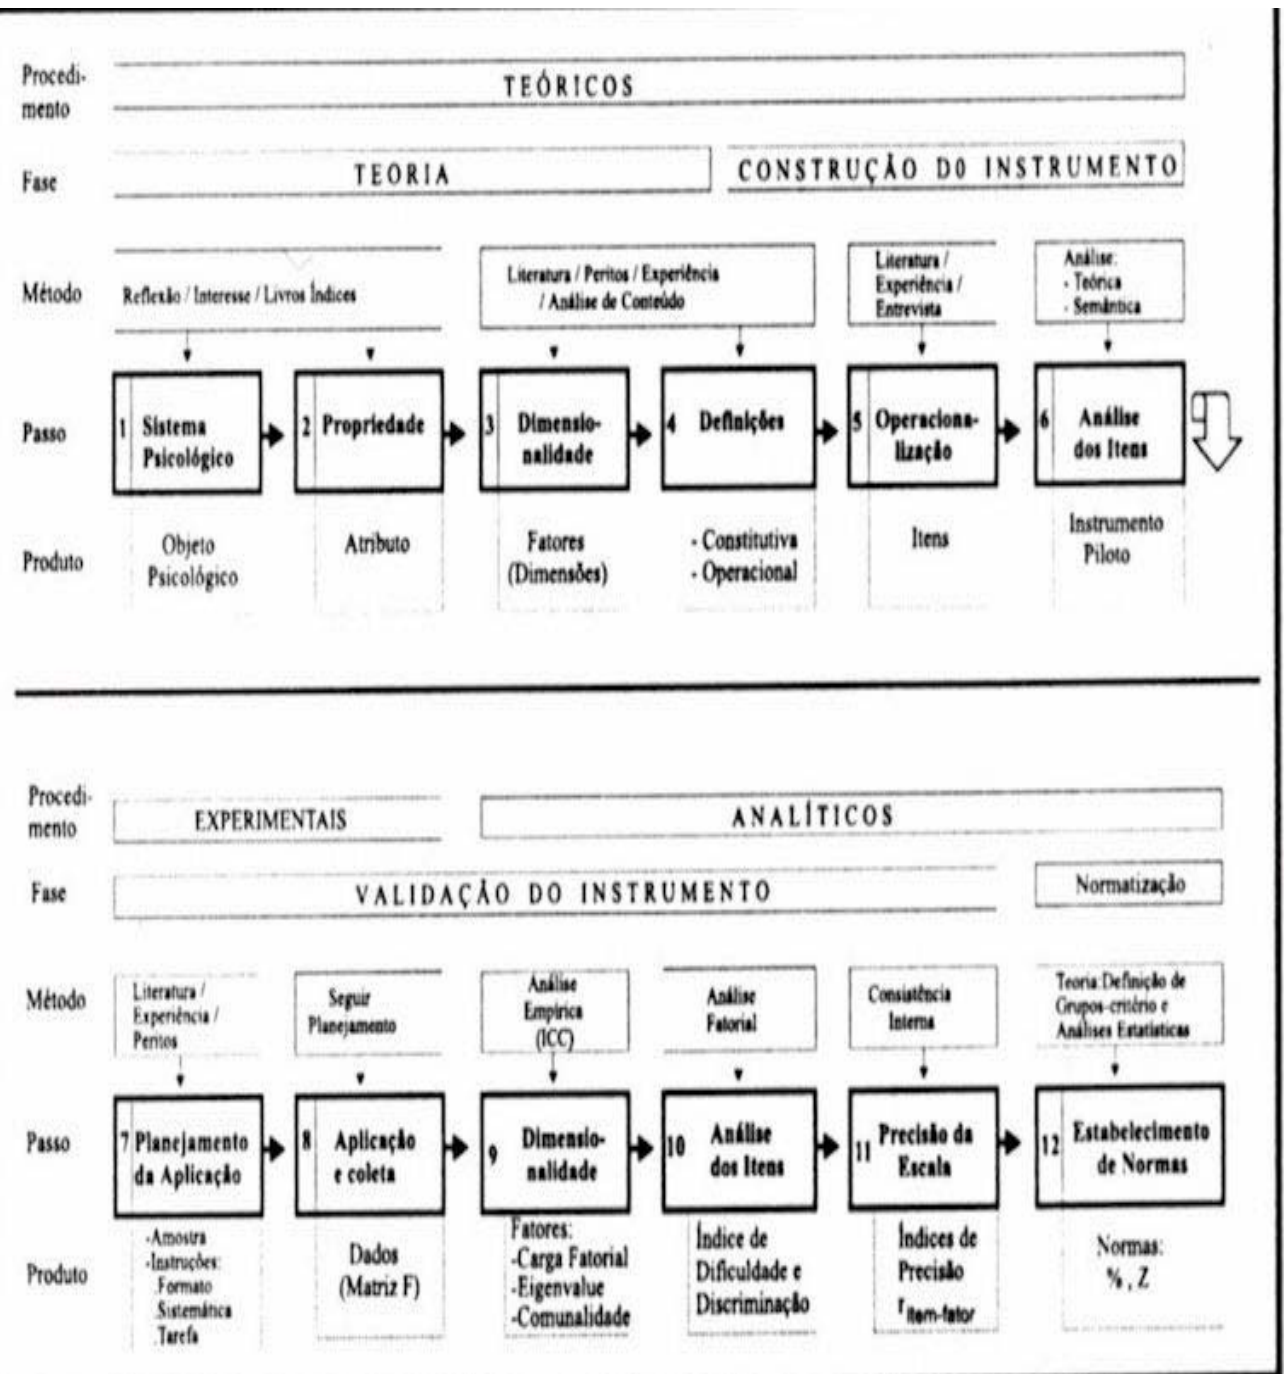 Procedi-
mento
TEÓRICOS
Fase
TEORIA
CONSTRUÇÃO DO INSTRUMENTO
Método
Reflexão / Interesse / Livros Índices
Literatura / Peritos / Experiência
/ Análise de Conteúdo
Literatura /
Experiência /
Entrevista
Análise:
- Teórica
- Semântica
Passo
1 Sistema
Psicológico
2 Propriedade
3 Dimensio-
nalidade
4 Definições
5 Operaciona-
lização
6 Análise
dos Itens
Produto
Objeto
Psicológico
Atributo
Fatores
(Dimensões)
- Constitutiva
- Operacional
Itens
Instrumento
Piloto
Procedi-
mento
EXPERIMENTAIS
ANALÍTICOS
Fase
VALIDAÇÃO DO INSTRUMENTO
Normatização
Método
Literatura /
Experiência /
Peritos
Seguir
Planejamento
Análise
Empírica
(ICC)
Análise
Fatorial
Consistência
Interna
Teoria:Definição de
Grupos-critério e
Análises Estatísticas
Passo
7 Planejamento
da Aplicação
8 Aplicação
e coleta
9 Dimensio-
nalidade
10 Análise
dos Itens
11 Precisão da
Escala
12 Estabelecimento
de Normas
Produto
-Amostra
-Instruções:
.Formato
.Sistemática
.Tarefa
Dados
(Matriz F)
Fatores:
-Carga Fatorial
-Eigenvalue
-Comunalidade
Índice de
Dificuldade e
Discriminação
Índices de
Precisão
r item-fator
Normas:
% , Z